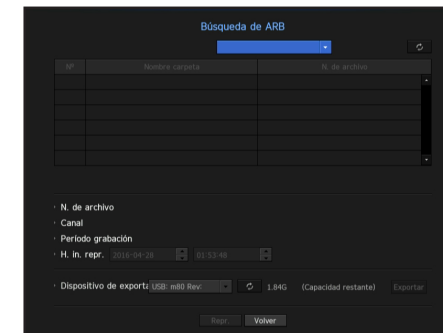 Búsqueda de ARB
Nº Nombre carpeta N. de archivo
· N. de archivo
· Canal
· Período grabación
· H. in. repr. 2016-04-28 01:53:48
· Dispositivo de exporta USB: m80 Rev: 1.84G (Capacidad restante) Exportar
Repr. Volver